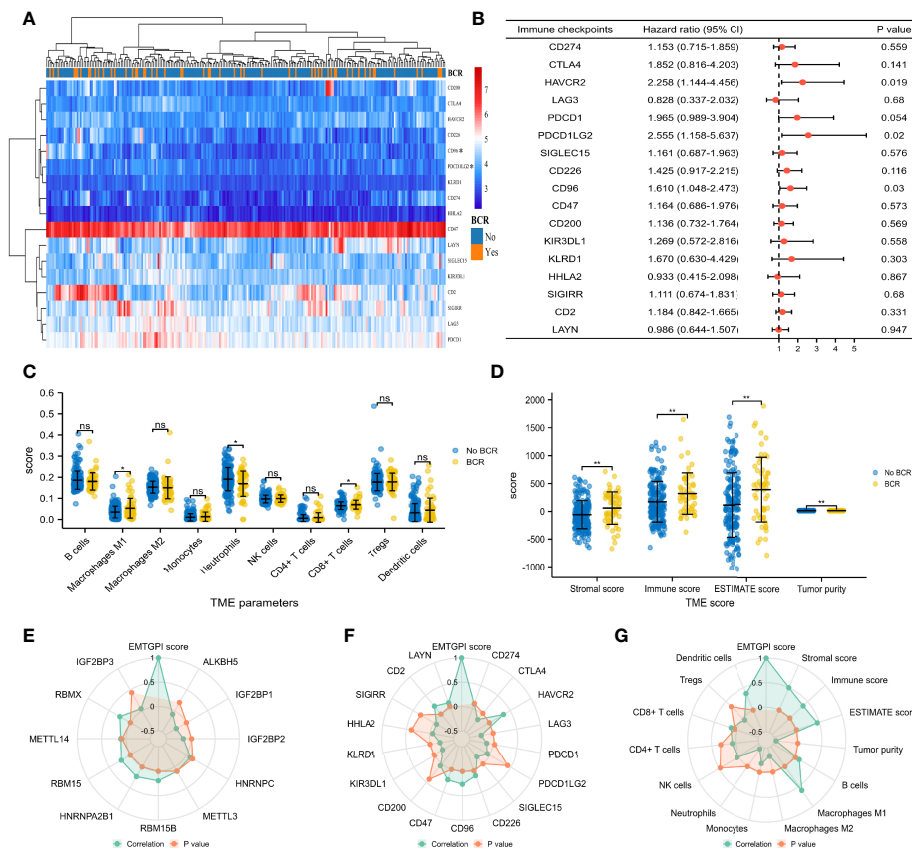 A
BCR
CD200
CTLA4
HAVCR2
CD226
CD96*
PDCD1LG2*
KLRD1
CD274
HHLA2
CD47
LAYN
SIGLEC15
KIR3DL1
CD2
SIGIRR
LAG3
PDCD1
7
6
5
4
3
BCR
No
Yes
B
Immune checkpoints Hazard ratio (95% CI) P value
CD274 1.153 (0.715-1.859) 0.559
CTLA4 1.852 (0.816-4.203) 0.141
HAVCR2 2.258 (1.144-4.456) 0.019
LAG3 0.828 (0.337-2.032) 0.68
PDCD1 1.965 (0.989-3.904) 0.054
PDCD1LG2 2.555 (1.158-5.637) 0.02
SIGLEC15 1.161 (0.687-1.963) 0.576
CD226 1.425 (0.917-2.215) 0.116
CD96 1.610 (1.048-2.473) 0.03
CD47 1.164 (0.686-1.976) 0.573
CD200 1.136 (0.732-1.764) 0.569
KIR3DL1 1.269 (0.572-2.816) 0.558
KLRD1 1.670 (0.630-4.429) 0.303
HHLA2 0.933 (0.415-2.098) 0.867
SIGIRR 1.111 (0.674-1.831) 0.68
CD2 1.184 (0.842-1.665) 0.331
LAYN 0.986 (0.644-1.507) 0.947
1 2 3 4 5
C
score
0.6
0.5
0.4
0.3
0.2
0.1
0.0
ns * ns ns * ns ns * ns ns
No BCR
BCR
B cells
Macrophages M1
Macrophages M2
Monocytes
Neutrophils
NK cells
CD4+ T cells
CD8+ T cells
Tregs
Dendritic cells
TME parameters
D
score
2000
1500
1000
500
0
-500
-1000
** ** ** **
No BCR
BCR
Stromal score Immune score ESTIMATE score Tumor purity
TME score
E
EMTGPI score
ALKBH5
IGF2BP1
IGF2BP2
HNRNPC
METTL3
RBM15B
HNRNPA2B1
RBM15
METTL14
RBMX
IGF2BP3
1
0.5
0
-0.5
Correlation P value
F
EMTGPI score
CD274
CTLA4
HAVCR2
LAG3
PDCD1
PDCD1LG2
SIGLEC15
CD226
CD96
CD47
CD200
KIR3DL1
KLRD1
HHLA2
SIGIRR
CD2
LAYN
1
0.5
0
-0.5
Correlation P value
G
EMTGPI score
Stromal score
Immune score
ESTIMATE score
Tumor purity
B cells
Macrophages M1
Macrophages M2
Monocytes
Neutrophils
NK cells
CD4+ T cells
CD8+ T cells
Tregs
Dendritic cells
1
0.5
0
-0.5
Correlation P value